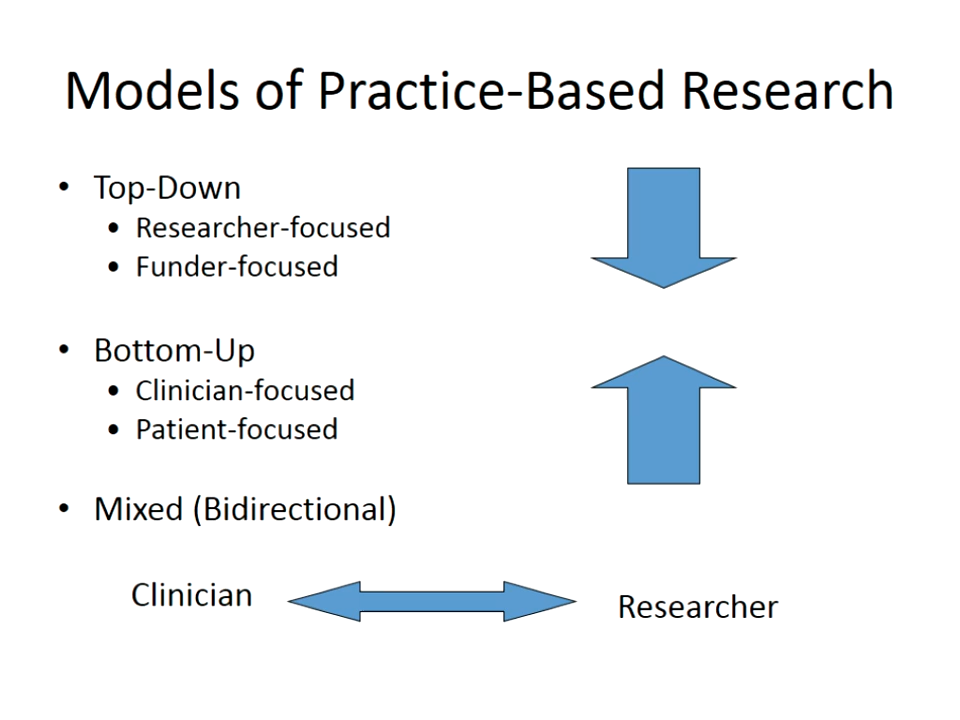 Models of Practice-Based Research
• Top-Down
• Researcher-focused
• Funder-focused
• Bottom-Up
• Clinician-focused
• Patient-focused
• Mixed (Bidirectional)
Clinician
Researcher